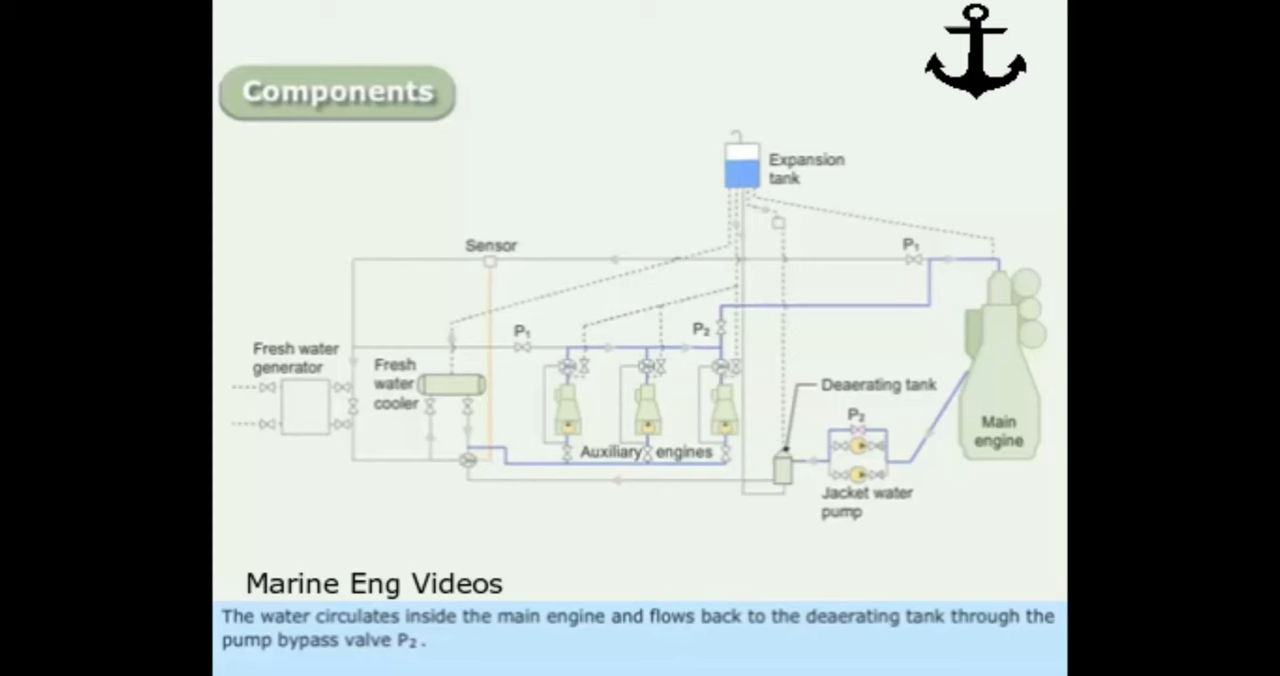 Components
Expansion
tank
Sensor
P₁
P₁
P₂
Fresh water
generator
Fresh
water
cooler
Deaerating tank
P₂
Main
engine
Auxiliary engines
Jacket water
pump
Marine Eng Videos
The water circulates inside the main engine and flows back to the deaerating tank through the
pump bypass valve P₂.